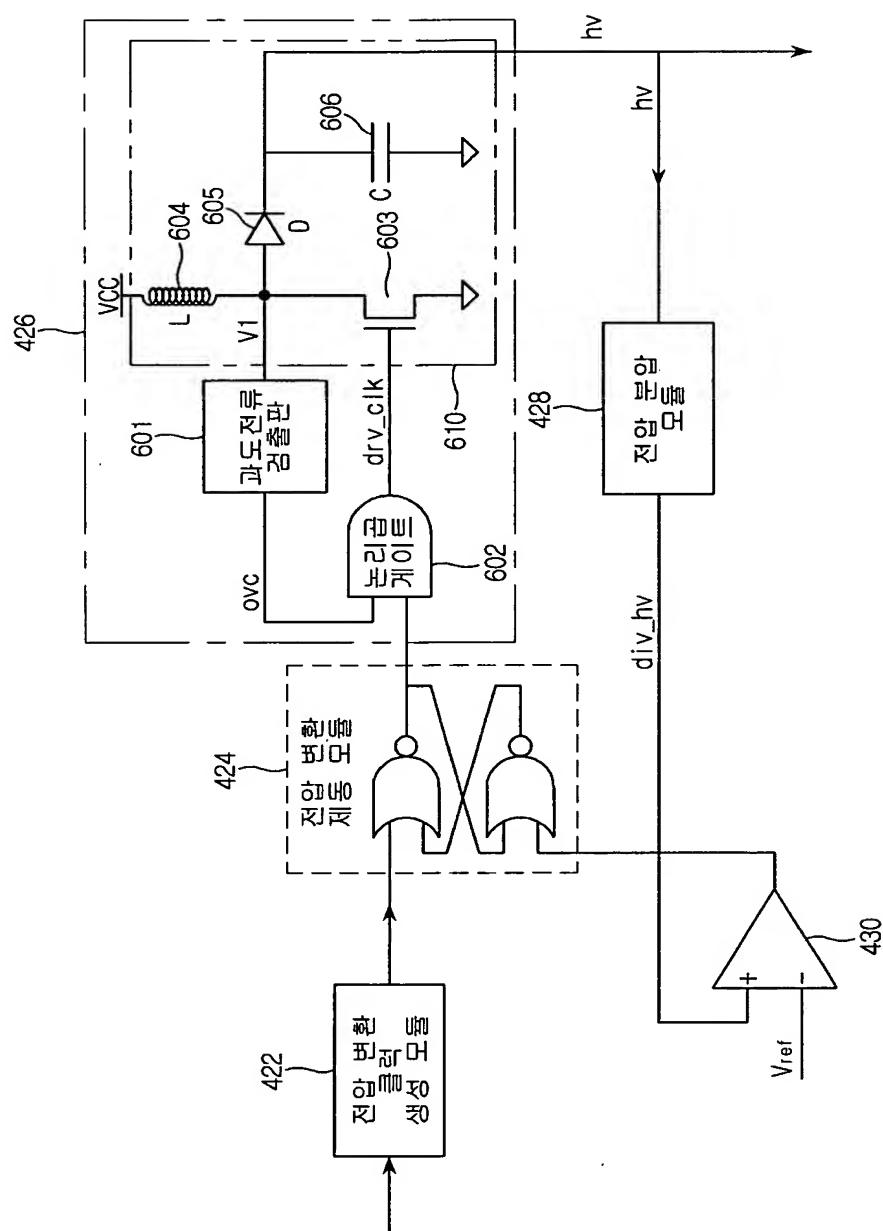 426
VCC
604
L
605
D
V1
606
C
603
610
601
과도전류
검출판
ovc
drv_clk
논리곱
게이트
602
hv
hv
424
전압 변환
제동 모듈
422
전압 변환
클럭
생성 모듈
428
전압 분압
모듈
div_hv
+
-
Vref
430